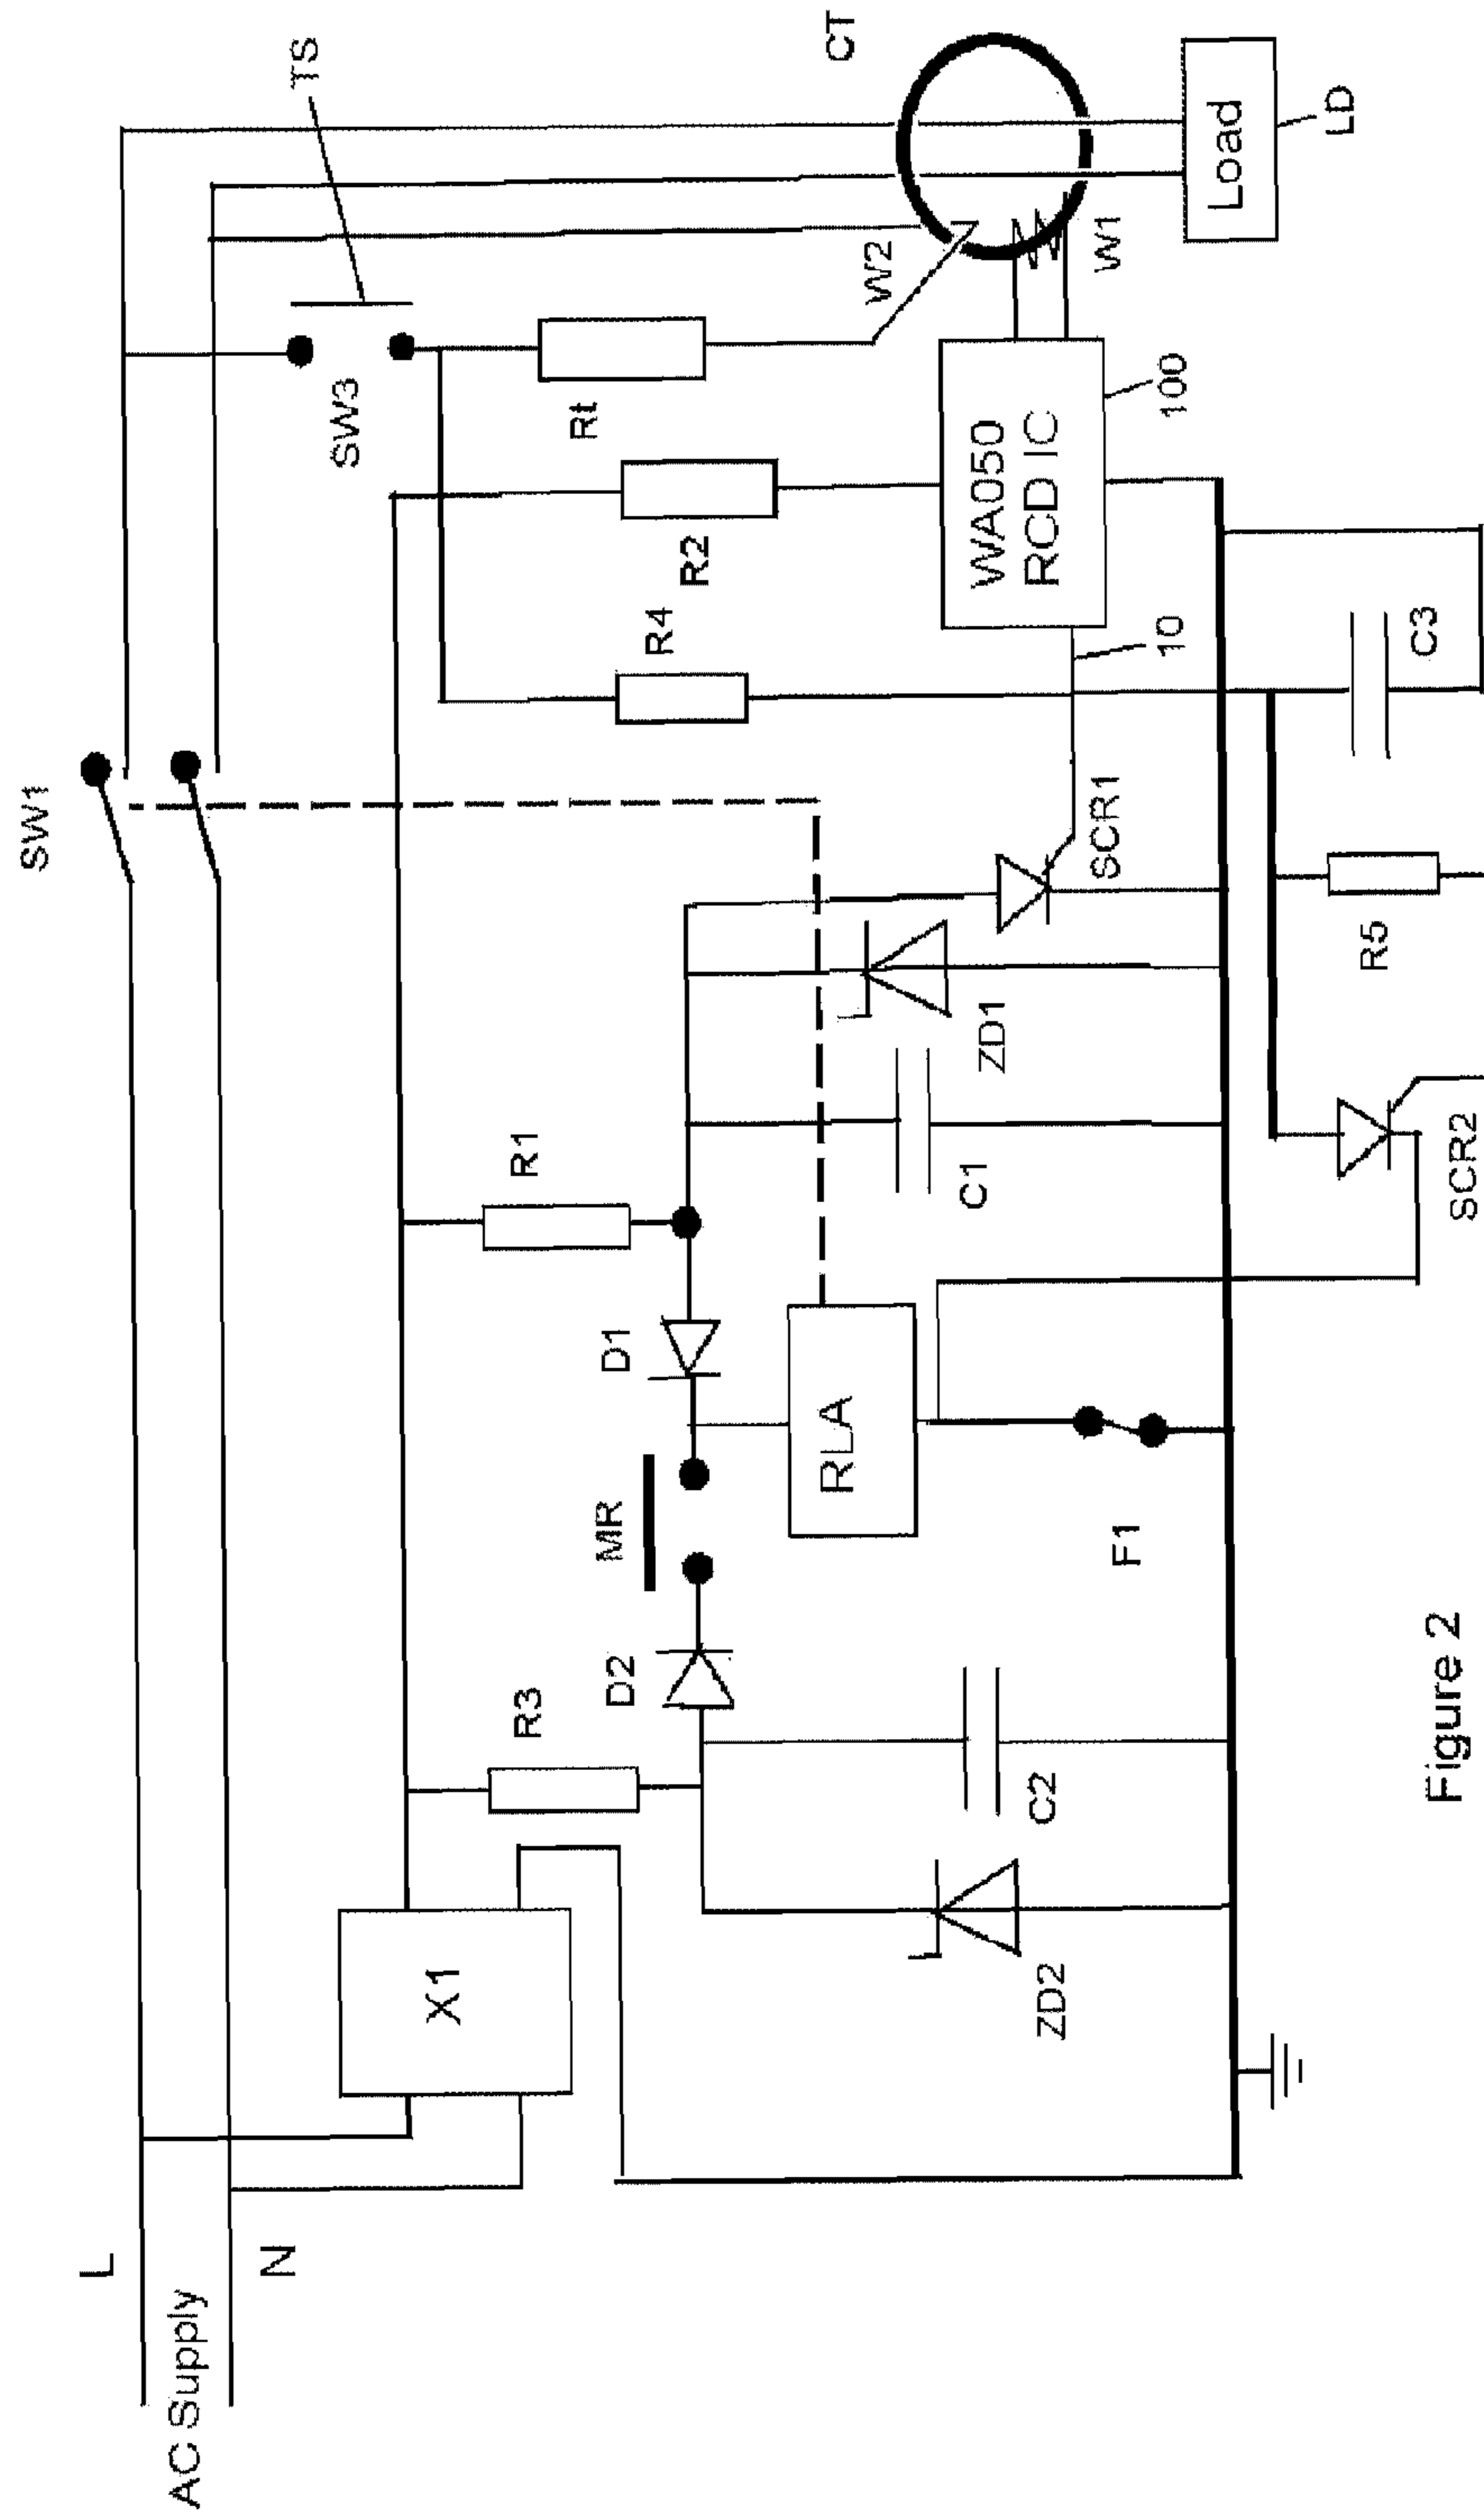 SW1
TS
CT
L
AC Supply
N
SW3
Rt
W2
W1
Load
LD
X1
R3
R1
R4
R2
WA050
RCD IC
100
10
D2
MR
D1
RLA
C2
ZD2
F1
C1
ZD1
SCR1
SCR2
R5
C3
Figure 2